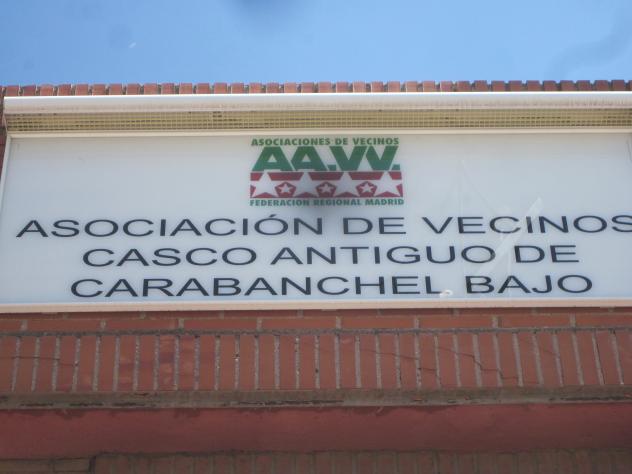 ASOCIACIONES DE VECINOS
AA.VV.
FEDERACION REGIONAL MADRID
ASOCIACIÓN DE VECINOS
CASCO ANTIGUO DE
CARABANCHEL BAJO